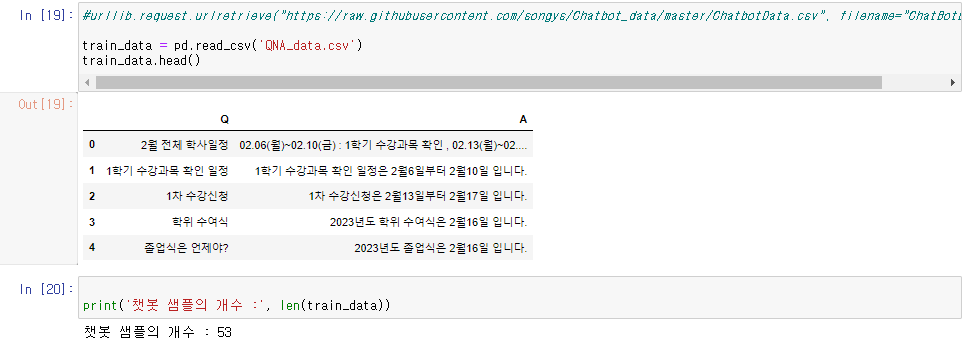 In [19]: #urllib.request.urlretrieve("https://raw.githubusercontent.com/songys/Chatbot_data/master/ChatbotData.csv", filename="ChatBot
train_data = pd.read_csv('QNA_data.csv')
train_data.head()
Out[19]:
Q A
0 2월 전체 학사일정 02.06(월)~02.10(금) : 1학기 수강과목 확인 , 02.13(월)~02....
1 1학기 수강과목 확인 일정 1학기 수강과목 확인 일정은 2월6일부터 2월10일 입니다.
2 1차 수강신청 1차 수강신청은 2월13일부터 2월17일 입니다.
3 학위 수여식 2023년도 학위 수여식은 2월16일 입니다.
4 졸업식은 언제야? 2023년도 졸업식은 2월16일 입니다.
In [20]:
print('챗봇 샘플의 개수 :', len(train_data))
챗봇 샘플의 개수 : 53